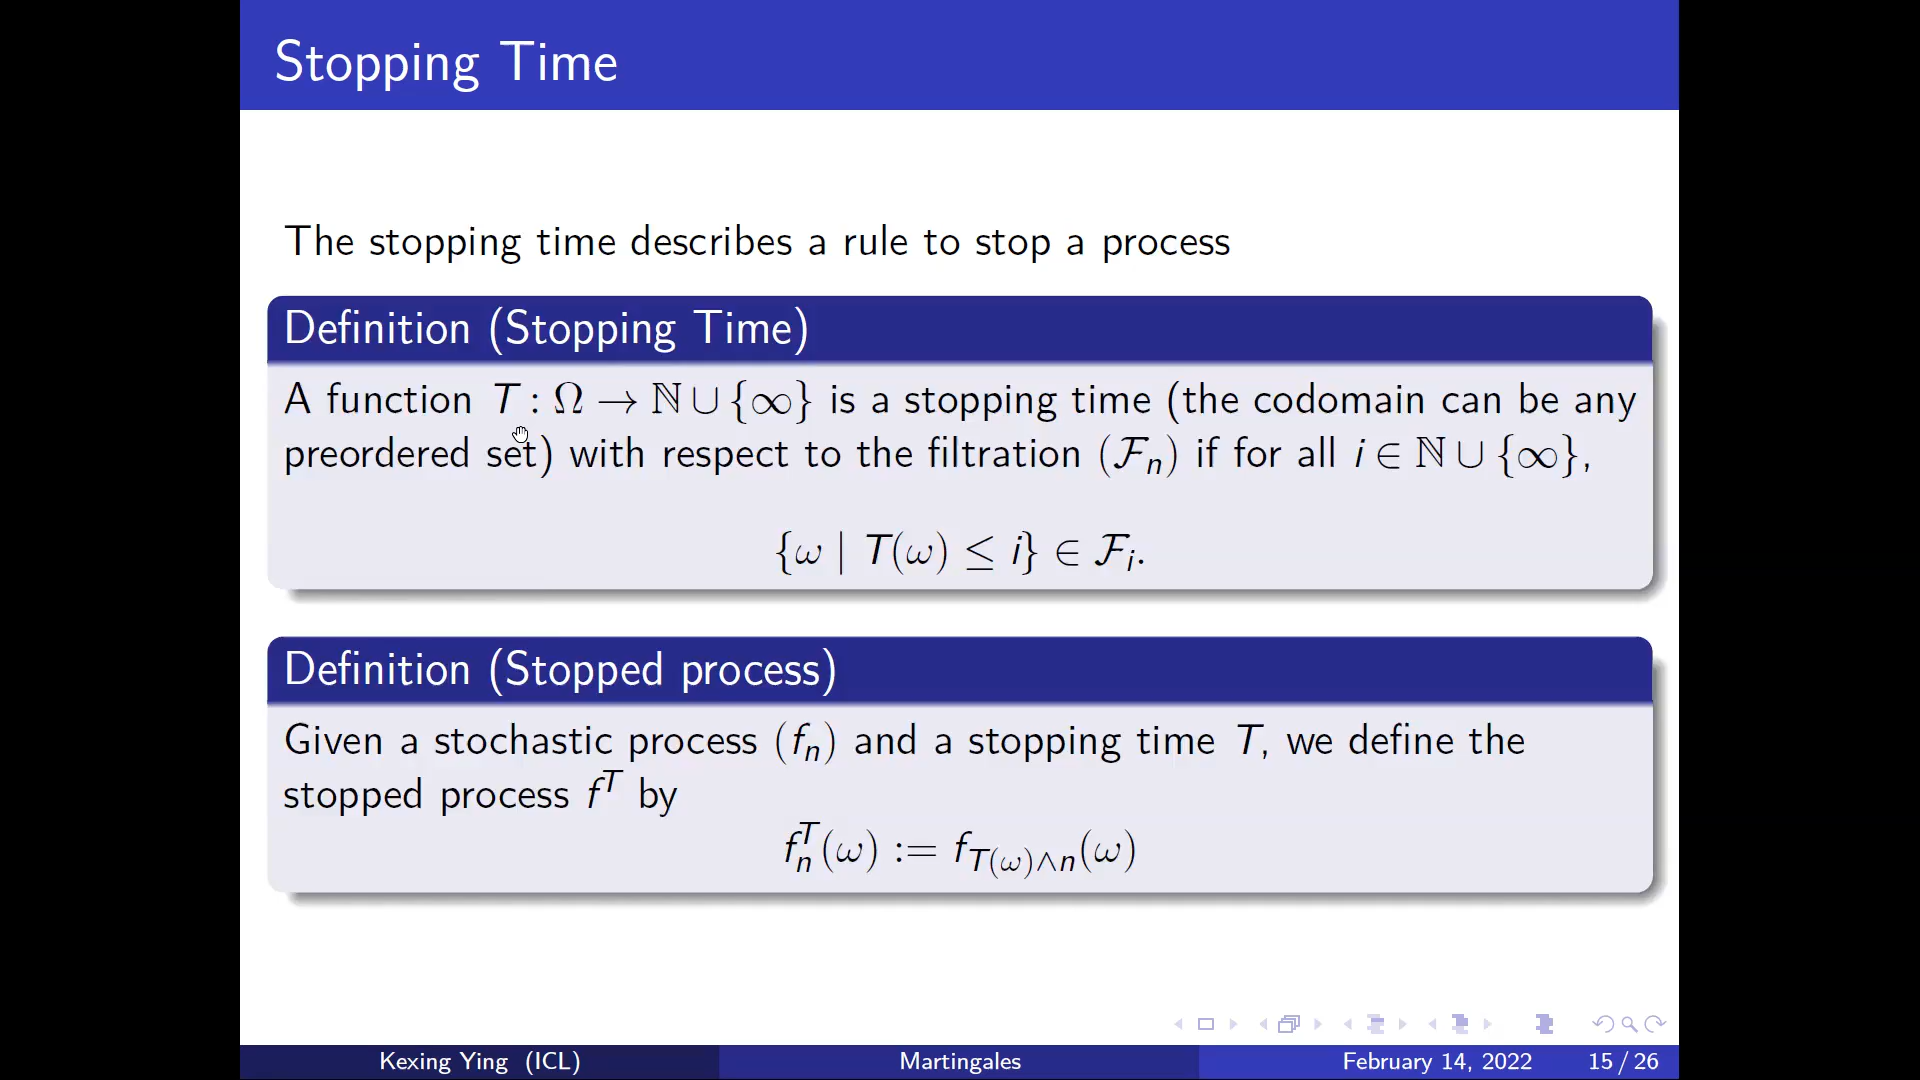 Stopping Time
The stopping time describes a rule to stop a process
Definition (Stopping Time)
A function T : Ω → ℕ ∪ {∞} is a stopping time (the codomain can be any
preordered set) with respect to the filtration (ℱₙ) if for all i ∈ ℕ ∪ {∞},
{ω | T(ω) ≤ i} ∈ ℱᵢ.
Definition (Stopped process)
Given a stochastic process (fₙ) and a stopping time T, we define the
stopped process f^T by
f_n^T(ω) := f_{T(ω)∧n}(ω)
Kexing Ying (ICL) Martingales February 14, 2022 15 / 26